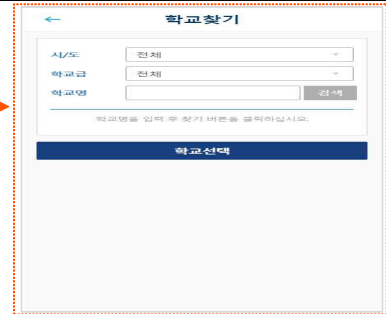 학교찾기
시/도 전체
학교급 전체
학교명 검색
학교명을 입력 후 찾기 버튼을 클릭하십시오.
학교선택